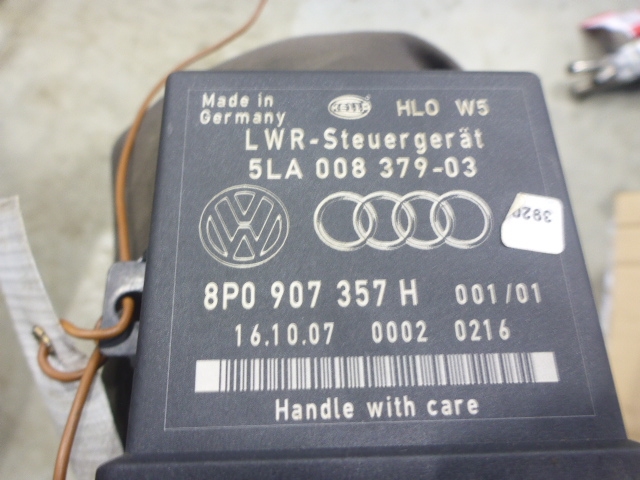 Made in
Germany
HELLA
HLO W5
LWR-Steuergerät
5LA 008 379-03
8P0 907 357 H 001/01
16.10.07 0002 0216
Handle with care